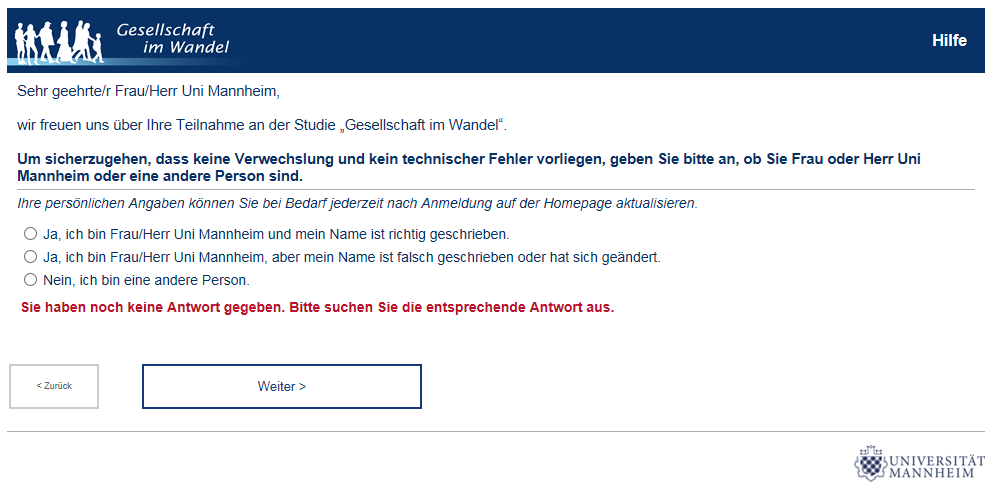 Gesellschaft
im Wandel
Hilfe
Sehr geehrte/r Frau/Herr Uni Mannheim,
wir freuen uns über Ihre Teilnahme an der Studie „Gesellschaft im Wandel“.
Um sicherzugehen, dass keine Verwechslung und kein technischer Fehler vorliegen, geben Sie bitte an, ob Sie Frau oder Herr Uni
Mannheim oder eine andere Person sind.
Ihre persönlichen Angaben können Sie bei Bedarf jederzeit nach Anmeldung auf der Homepage aktualisieren.
Ja, ich bin Frau/Herr Uni Mannheim und mein Name ist richtig geschrieben.
Ja, ich bin Frau/Herr Uni Mannheim, aber mein Name ist falsch geschrieben oder hat sich geändert.
Nein, ich bin eine andere Person.
Sie haben noch keine Antwort gegeben. Bitte suchen Sie die entsprechende Antwort aus.
< Zurück
Weiter >
UNIVERSITÄT
MANNHEIM